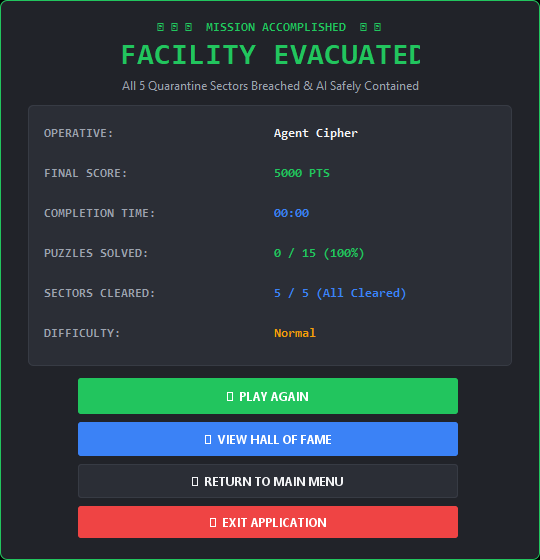 MISSION ACCOMPLISHED
FACILITY EVACUATED
All 5 Quarantine Sectors Breached & AI Safely Contained
OPERATIVE: Agent Cipher
FINAL SCORE: 5000 PTS
COMPLETION TIME: 00:00
PUZZLES SOLVED: 0 / 15 (100%)
SECTORS CLEARED: 5 / 5 (All Cleared)
DIFFICULTY: Normal
PLAY AGAIN
VIEW HALL OF FAME
RETURN TO MAIN MENU
EXIT APPLICATION